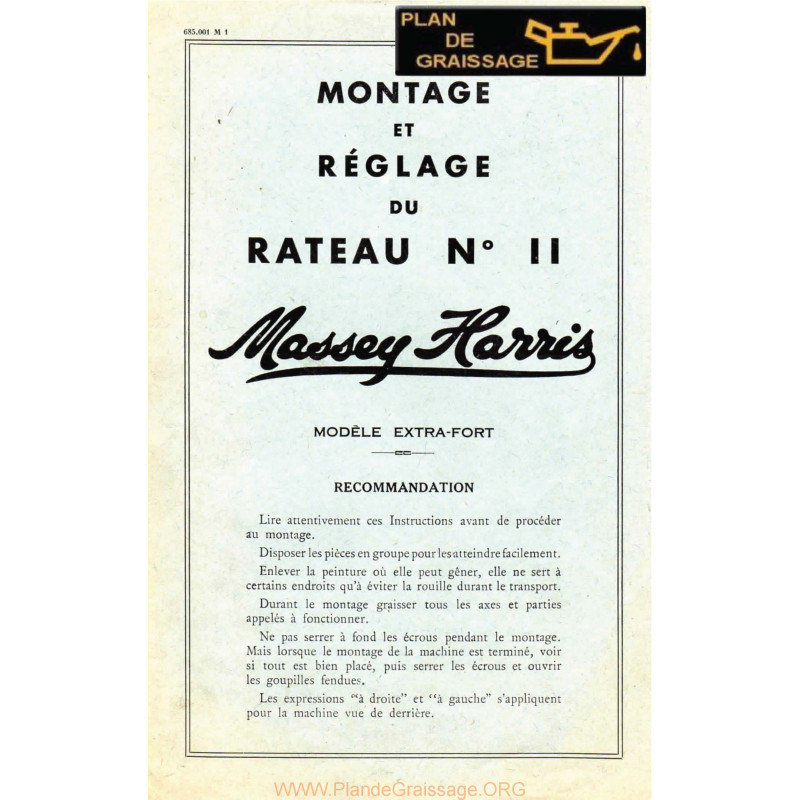 685.001 M 1
PLAN
DE
GRAISSAGE
MONTAGE
ET
RÉGLAGE
DU
RATEAU N° II
Massey Harris
MODÈLE EXTRA-FORT
RECOMMANDATION
Lire attentivement ces Instructions avant de procéder
au montage.
Disposer les pièces en groupe pour les atteindre facilement.
Enlever la peinture où elle peut gêner, elle ne sert à
certains endroits qu'à éviter la rouille durant le transport.
Durant le montage graisser tous les axes et parties
appelés à fonctionner.
Ne pas serrer à fond les écrous pendant le montage.
Mais lorsque le montage de la machine est terminé, voir
si tout est bien placé, puis serrer les écrous et ouvrir
les goupilles fendues.
Les expressions "à droite" et "à gauche" s'appliquent
pour la machine vue de derrière.
WWW.PlandeGraissage.ORG